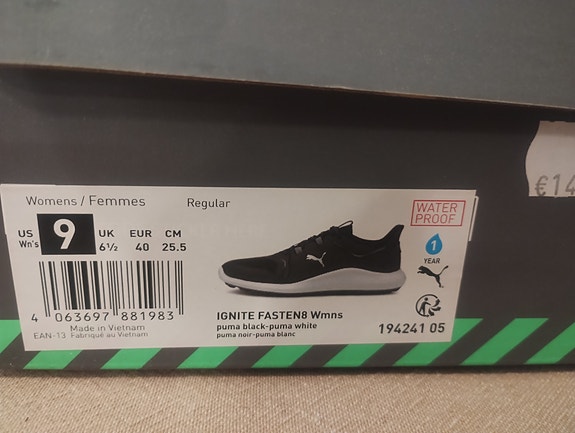 €14
Womens / Femmes Regular
WATER
PROOF
US 9 UK EUR CM
Wn's 6½ 40 25.5
1
YEAR
4 063697 881983
EAN-13 Made in Vietnam
Fabriqué au Vietnam
IGNITE FASTEN8 Wmns
puma black-puma white
puma noir-puma blanc
194241 05